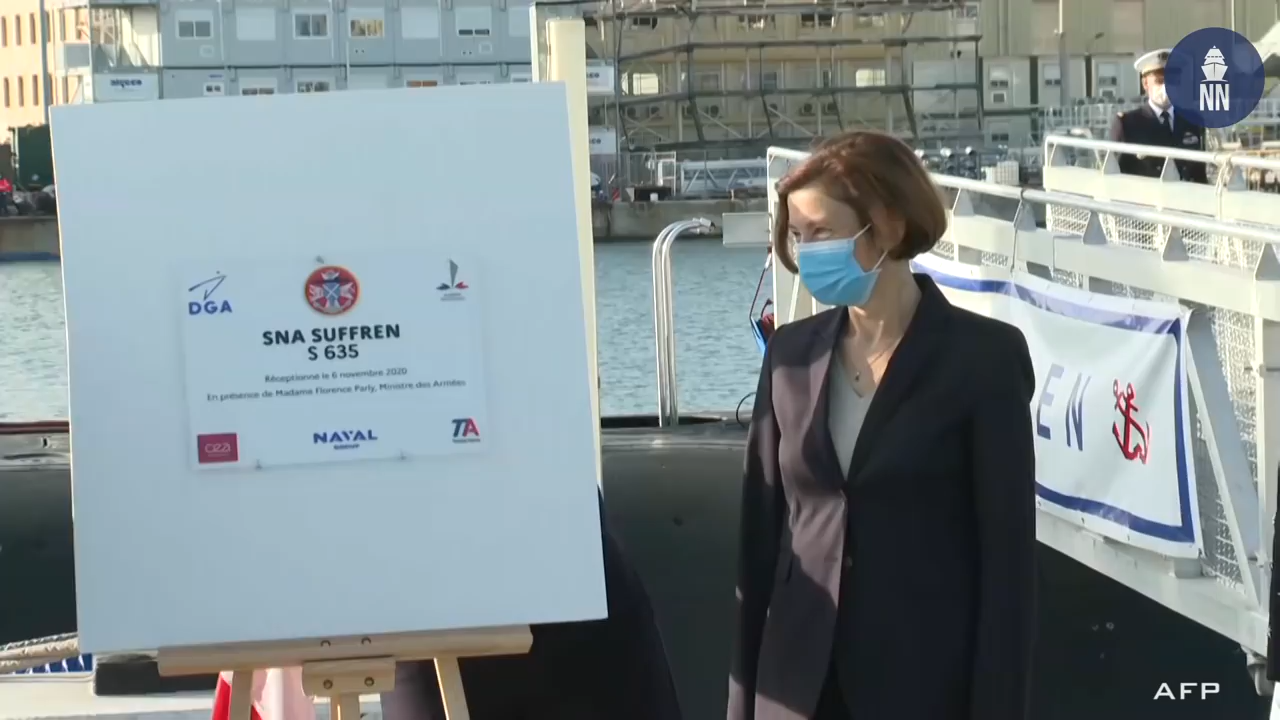 NN
DGA
SNA SUFFREN
S 635
Réceptionné le 6 novembre 2020
En présence de Madame Florence Parly, Ministre des Armées
NAVAL
TA
EN
AFP